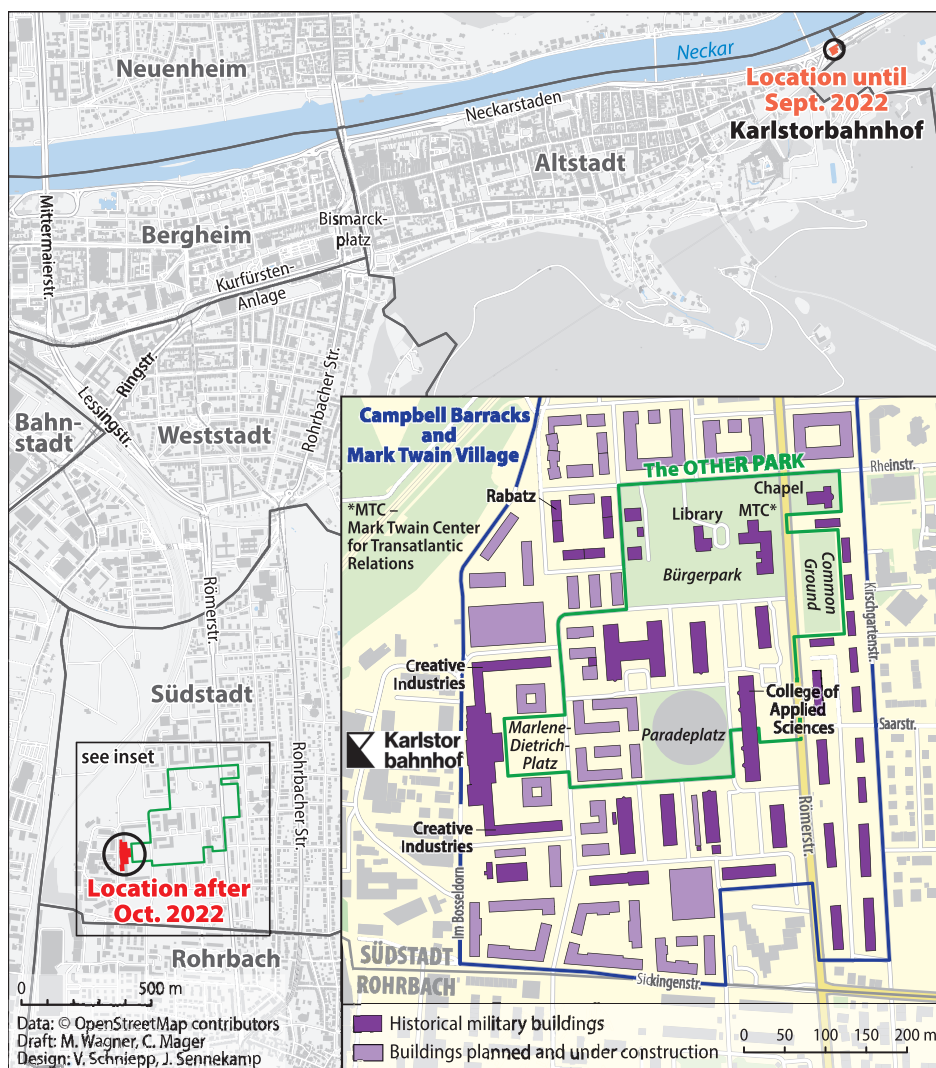 Neuenheim
Neckar
Location until
Sept. 2022
Karlstorbahnhof
Neckarstaden
Altstadt
Mittermaierstr.
Bergheim
Bismarck-
platz
Kurfürsten-
Anlage
Ringstr.
Lessingstr.
Rohrbacher Str.
Bahn-
stadt
Weststadt
Römerstr.
Südstadt
see inset
Rohrbacher Str.
Location after
Oct. 2022
Rohrbach
0 500 m
Data: © OpenStreetMap contributors
Draft: M. Wagner, C. Mager
Design: V. Schniepp, J. Sennekamp
Campbell Barracks
and
Mark Twain Village
*MTC –
Mark Twain Center
for Transatlantic
Relations
The OTHER PARK
Rheinstr.
Rabatz
Chapel
Library
MTC*
Bürgerpark
Common
Ground
Kirschgartenstr.
Creative
Industries
College of
Applied
Sciences
Saarstr.
Marlene-
Dietrich-
Platz
Paradeplatz
Karlstor
bahnhof
Creative
Industries
Römerstr.
Im Bosseldorn
SÜDSTADT
ROHRBACH
Sickingenstr.
Historical military buildings
Buildings planned and under construction
0 50 100 150 200 m